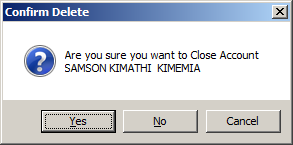 Confirm Delete
Are you sure you want to Close Account
SAMSON KIMATHI  KIMEMIA
Yes
No
Cancel